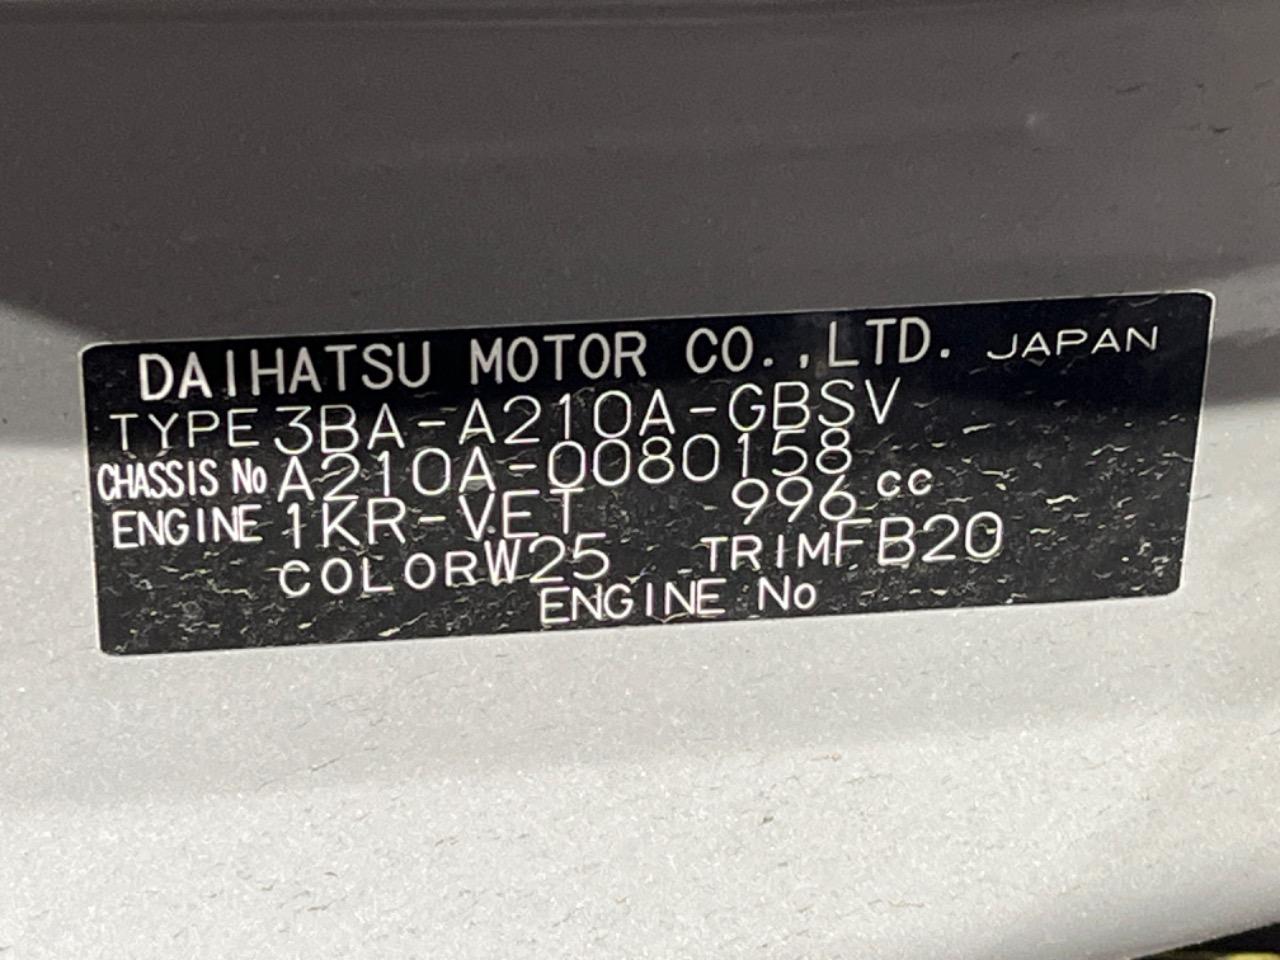 DAIHATSU MOTOR CO.,LTD. JAPAN
TYPE 3BA-A210A-GBSV
CHASSIS No A210A-0080158
ENGINE 1KR-VET 996 cc
COLOR W25 TRIM FB20
ENGINE No